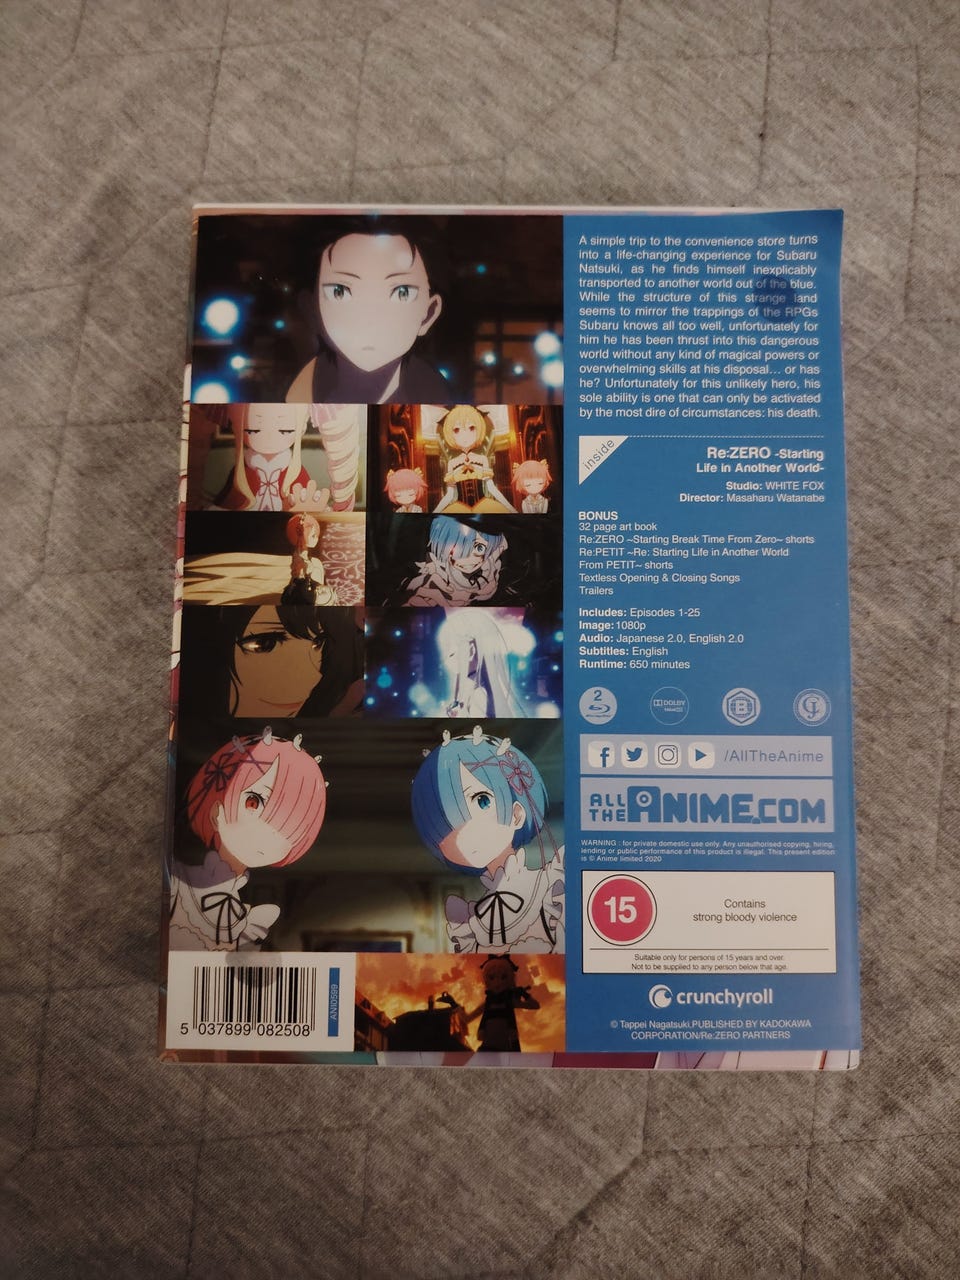 A simple trip to the convenience store turns
into a life-changing experience for Subaru
Natsuki, as he finds himself inexplicably
transported to another world out of the blue.
While the structure of this strange land
seems to mirror the trappings of the RPGs
Subaru knows all too well, unfortunately for
him he has been thrust into this dangerous
world without any kind of magical powers or
overwhelming skills at his disposal... or has
he? Unfortunately for this unlikely hero, his
sole ability is one that can only be activated
by the most dire of circumstances: his death.
inside
Re:ZERO -Starting
Life in Another World-
Studio: WHITE FOX
Director: Masaharu Watanabe
BONUS
32 page art book
Re:ZERO ~Starting Break Time From Zero~ shorts
Re:PETIT ~Re: Starting Life in Another World
From PETIT~ shorts
Textless Opening & Closing Songs
Trailers
Includes: Episodes 1-25
Image: 1080p
Audio: Japanese 2.0, English 2.0
Subtitles: English
Runtime: 650 minutes
2
DOLBY
B
/AllTheAnime
ALL THE ANIME.COM
WARNING : for private domestic use only. Any unauthorised copying, hiring,
lending or public performance of this product is illegal. This present edition
is © Anime limited 2020
15
Contains
strong bloody violence
Suitable only for persons of 15 years and over.
Not to be supplied to any person below that age.
crunchyroll
© Tappei Nagatsuki.PUBLISHED BY KADOKAWA
CORPORATION/Re:ZERO PARTNERS
5 037899 082508
ANI0599